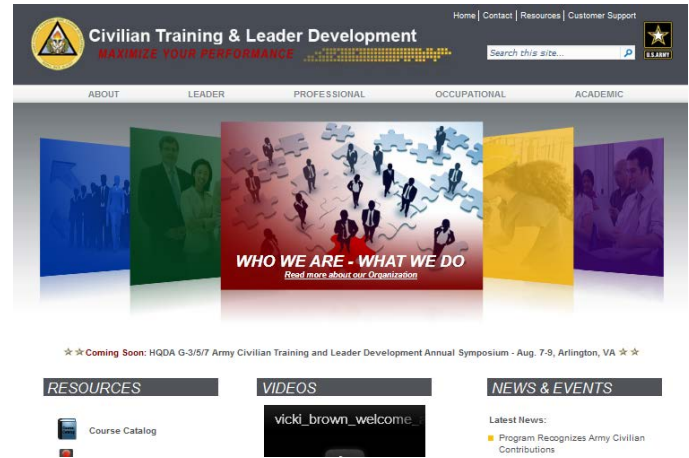 Home | Contact | Resources | Customer Support
Civilian Training & Leader Development
MAXIMIZE YOUR PERFORMANCE
Search this site...
U.S.ARMY
ABOUT LEADER PROFESSIONAL OCCUPATIONAL ACADEMIC
WHO WE ARE - WHAT WE DO
Read more about our Organization
Coming Soon: HQDA G-3/5/7 Army Civilian Training and Leader Development Annual Symposium - Aug. 7-9, Arlington, VA
RESOURCES
Course Catalog
VIDEOS
vicki_brown_welcome_
NEWS & EVENTS
Latest News:
Program Recognizes Army Civilian
Contributions